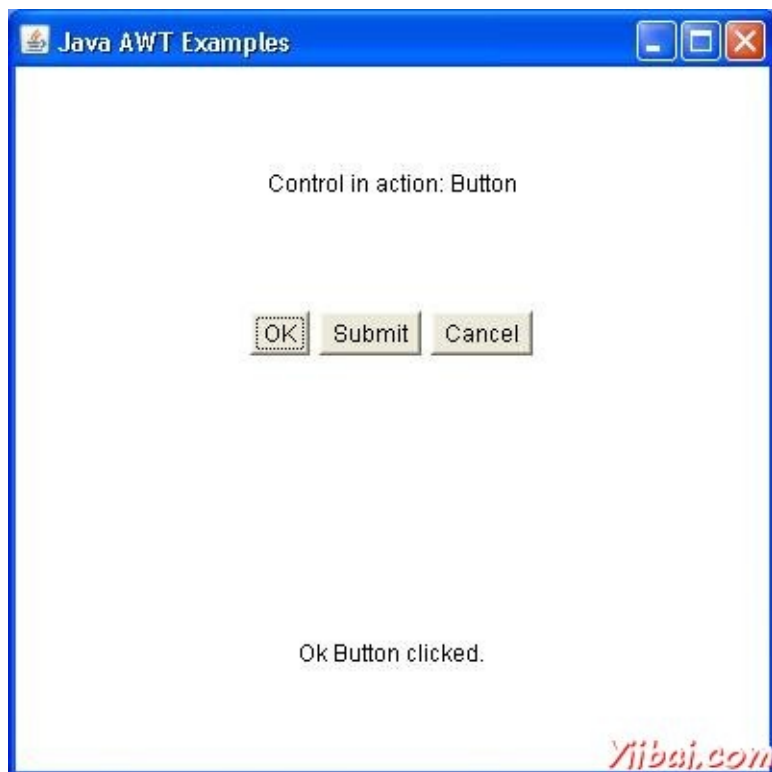 Java AWT Examples
Control in action: Button
OK Submit Cancel
Ok Button clicked.
Yiibai.com